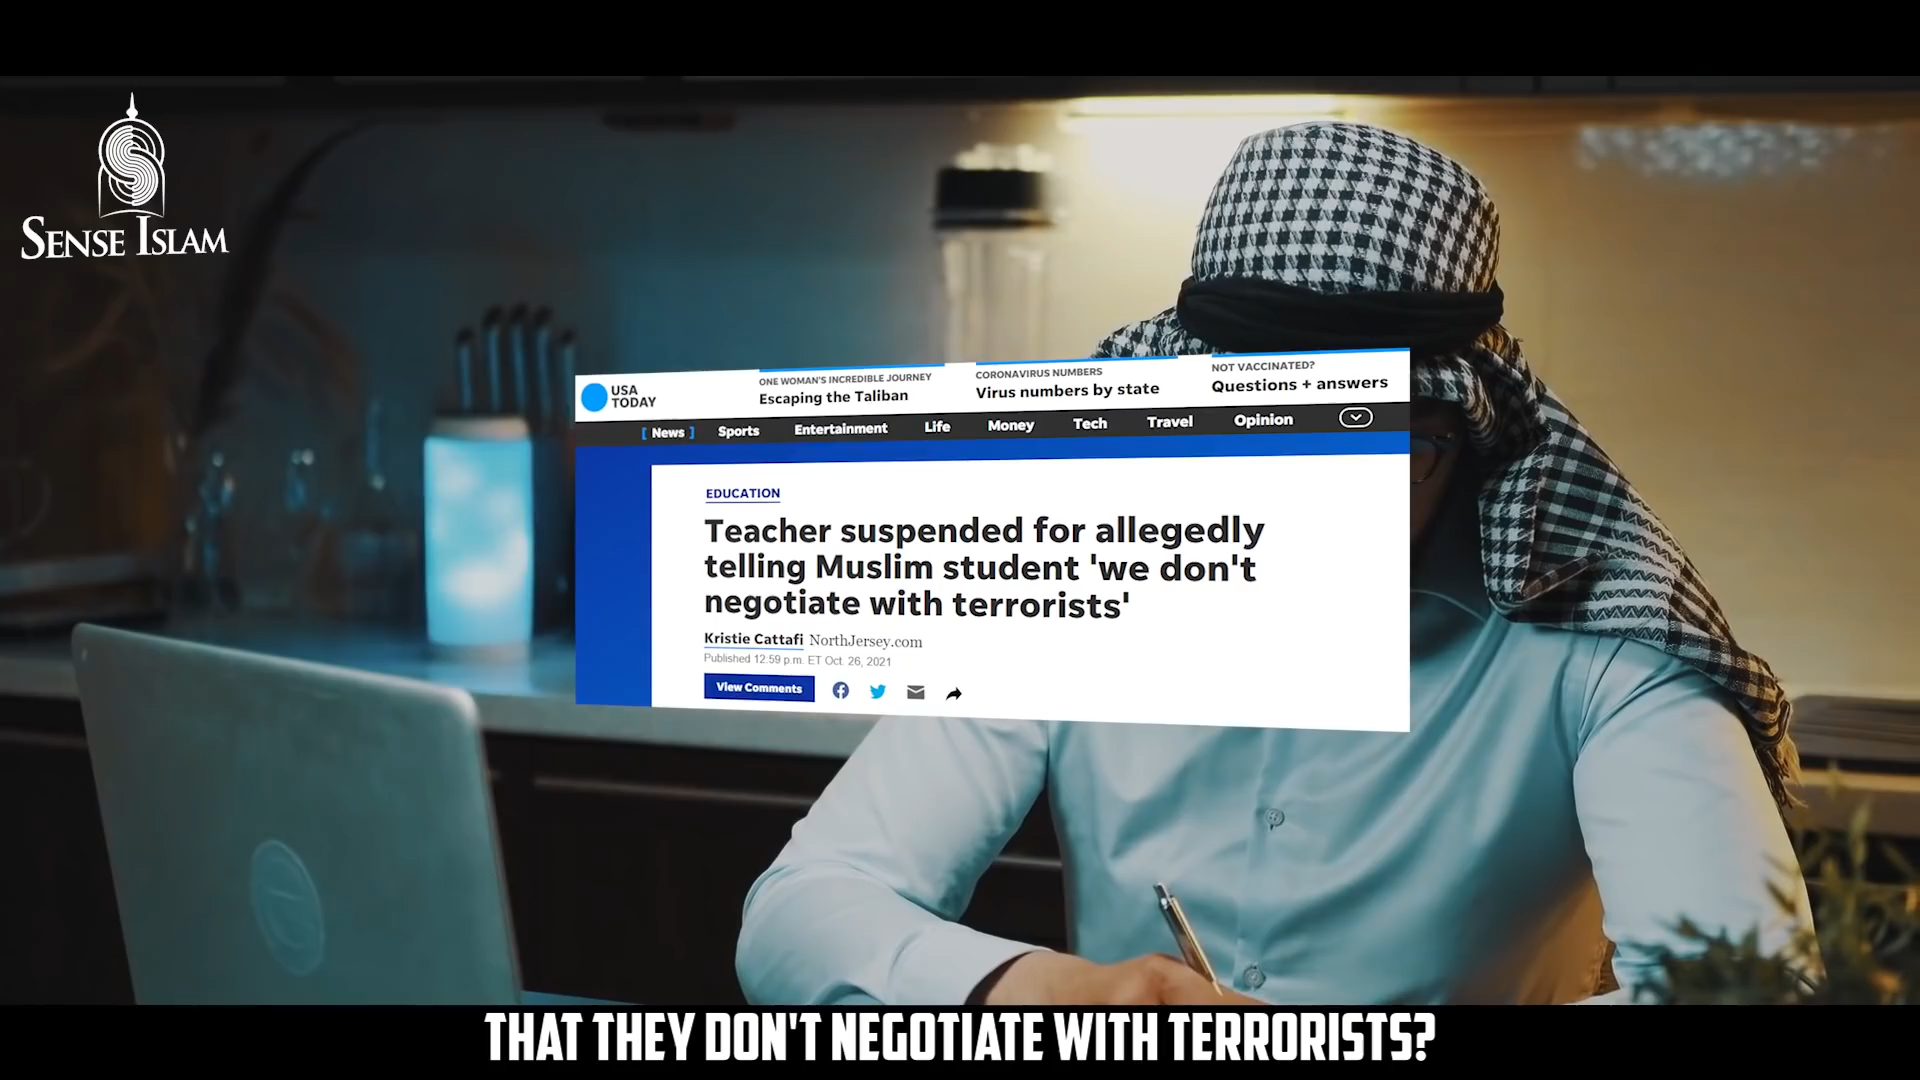 SENSE ISLAM
USA
TODAY
ONE WOMAN'S INCREDIBLE JOURNEY
Escaping the Taliban
CORONAVIRUS NUMBERS
Virus numbers by state
NOT VACCINATED?
Questions + answers
[ News ] Sports Entertainment Life Money Tech Travel Opinion
EDUCATION
Teacher suspended for allegedly
telling Muslim student 'we don't
negotiate with terrorists'
Kristie Cattafi NorthJersey.com
Published 12:59 p.m. ET Oct. 26, 2021
View Comments
THAT THEY DON'T NEGOTIATE WITH TERRORISTS?